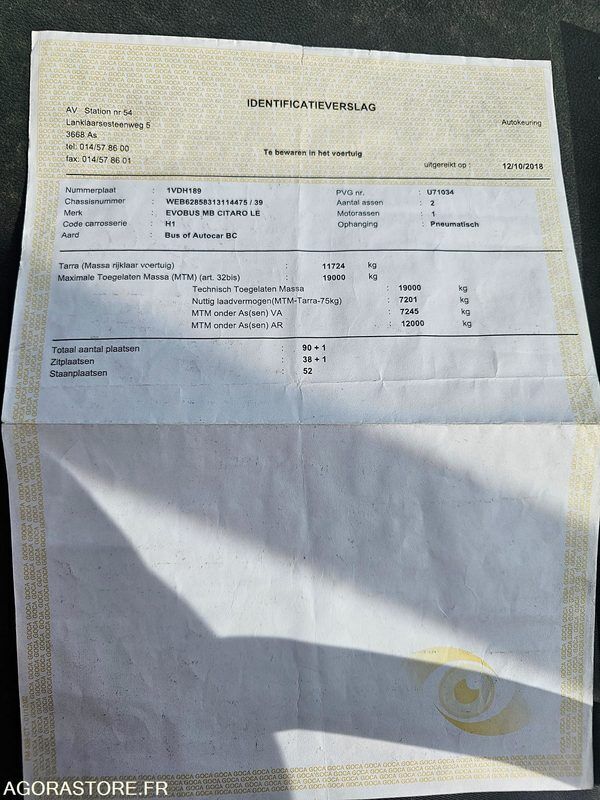 IDENTIFICATIEVERSLAG
AV Station nr 54
Lanklaarsesteenweg 5
3668 As
tel: 014/57 86 00
fax: 014/57 86 01
Autokeuring
Te bewaren in het voertuig
uitgereikt op : 12/10/2018
Nummerplaat : 1VDH189
PVG nr. : U71034
Chassisnummer : WEB62858313114475 / 39
Aantal assen : 2
Merk : EVOBUS MB CITARO LE
Motorassen : 1
Code carrosserie : H1
Ophanging : Pneumatisch
Aard : Bus of Autocar BC
Tarra (Massa rijklaar voertuig) : 11724 kg
Maximale Toegelaten Massa (MTM) (art. 32bis) : 19000 kg
Technisch Toegelaten Massa : 19000 kg
Nuttig laadvermogen(MTM-Tarra-75kg) : 7201 kg
MTM onder As(sen) VA : 7245 kg
MTM onder As(sen) AR : 12000 kg
Totaal aantal plaatsen : 90 + 1
Zitplaatsen : 38 + 1
Staanplaatsen : 52
AGORASTORE.FR